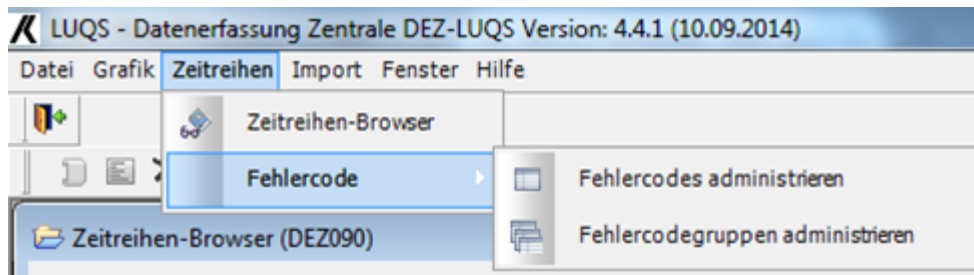 LUQS - Datenerfassung Zentrale DEZ-LUQS Version: 4.4.1 (10.09.2014)
Datei Grafik Zeitreihen Import Fenster Hilfe
Zeitreihen-Browser
Fehlercode
Fehlercodes administrieren
Fehlercodegruppen administrieren
Zeitreihen-Browser (DEZ090)